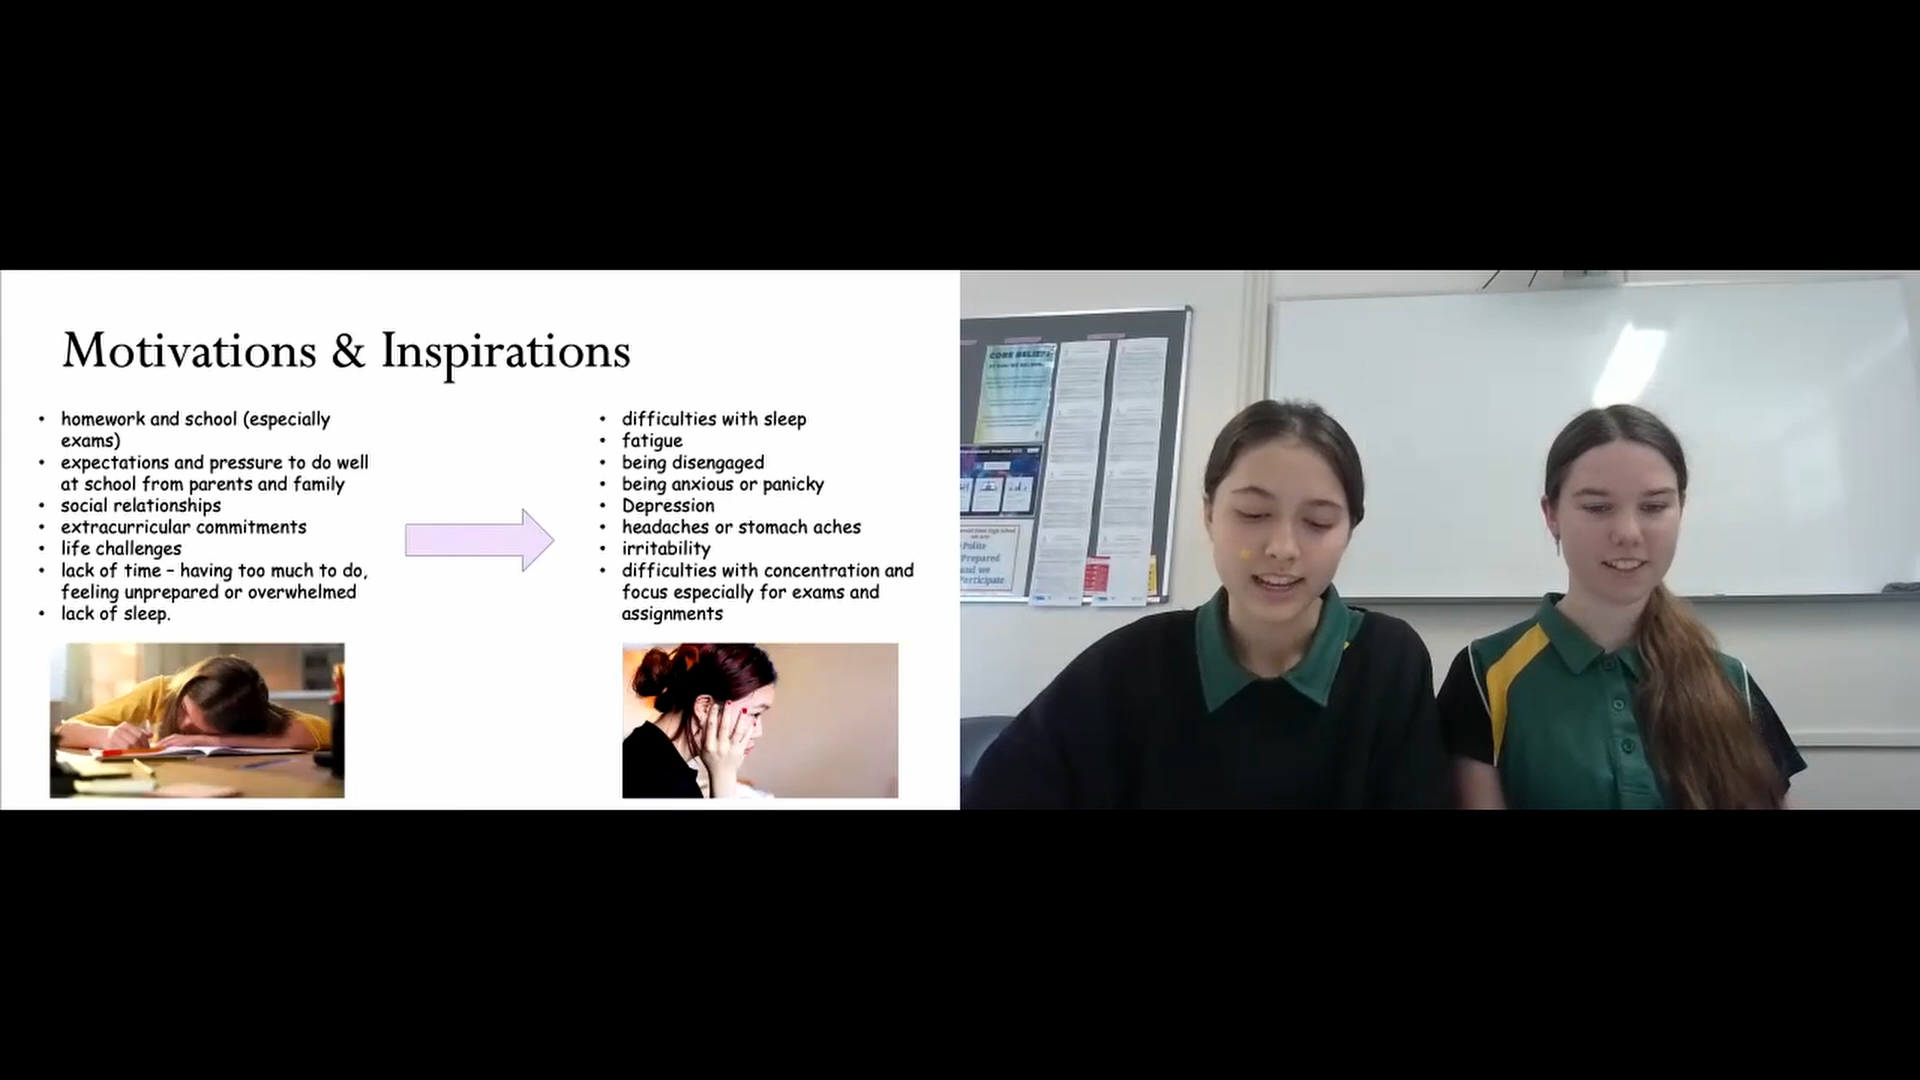 Motivations & Inspirations
• homework and school (especially
exams)
• expectations and pressure to do well
at school from parents and family
• social relationships
• extracurricular commitments
• life challenges
• lack of time – having too much to do,
feeling unprepared or overwhelmed
• lack of sleep.
• difficulties with sleep
• fatigue
• being disengaged
• being anxious or panicky
• Depression
• headaches or stomach aches
• irritability
• difficulties with concentration and
focus especially for exams and
assignments
CORE BELIEFS
Polite
Prepared
and we
Participate